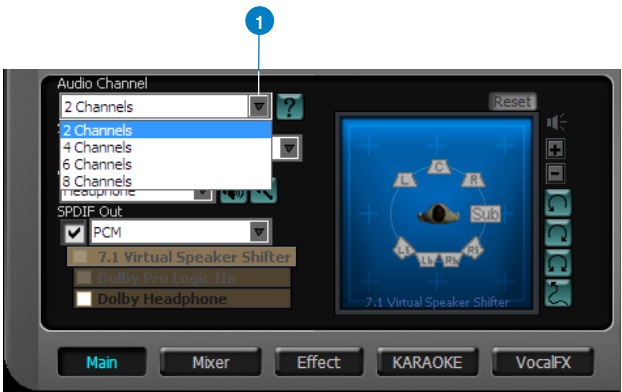 1
Audio Channel
2 Channels
?
2 Channels
4 Channels
6 Channels
8 Channels
Headphone
SPDIF Out
PCM
7.1 Virtual Speaker Shifter
Dolby Pro Logic IIx
Dolby Headphone
Reset
C
L
R
Sub
Ls
Lb
Rb
7.1 Virtual Speaker Shifter
Main
Mixer
Effect
KARAOKE
VocalFX